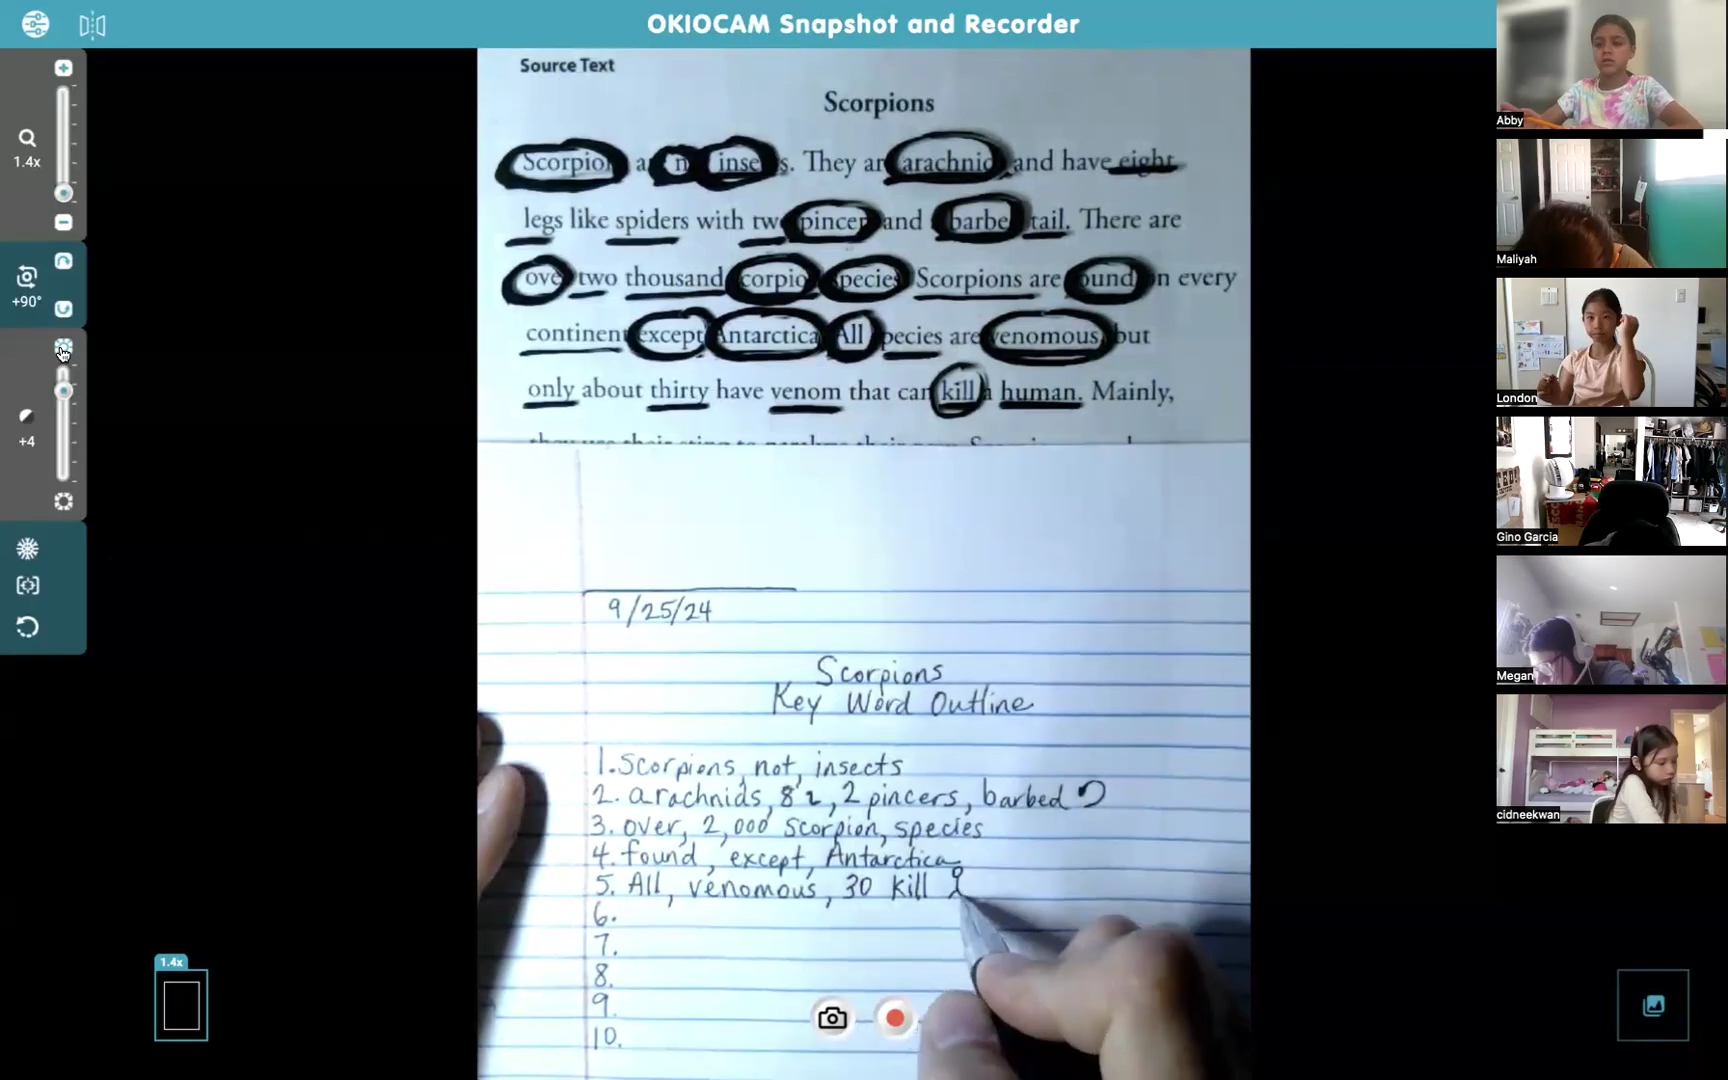 OKIOCAM Snapshot and Recorder
1.4x
+90°
+4
1.4x
Source Text
Scorpions
Scorpion are not insects. They are arachnid and have eight
legs like spiders with two pincer and barbe tail. There are
over two thousand scorpio species Scorpions are found on every
continent except Antarctica All species are venomous but
only about thirty have venom that can kill a human. Mainly,
9/25/24
Scorpions
Key Word Outline
1. Scorpions, not, insects
2. arachnids, 8, 2 pincers, barbed
3. over, 2,000 scorpion, species
4. found, except, Antarctica
5. All, venomous, 30 kill
6.
7.
8.
9.
10.
Abby
Maliyah
London
Gino Garcia
Megan
cidneekwan